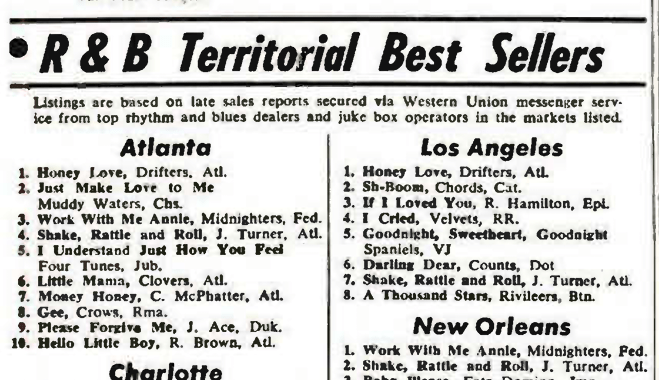 R & B Territorial Best Sellers
Listings are based on late sales reports secured via Western Union messenger serv-
ice from top rhythm and blues dealers and juke box operators in the markets listed.
Atlanta
1. Honey Love, Drifters, Atl.
2. Just Make Love to Me
Muddy Waters, Chs.
3. Work With Me Annie, Midnighters, Fed.
4. Shake, Rattle and Roll, J. Turner, Atl.
5. I Understand Just How You Feel
Four Tunes, Jub.
6. Little Mama, Clovers, Atl.
7. Money Honey, C. McPhatter, Atl.
8. Gee, Crows, Rma.
9. Please Forgive Me, J. Ace, Duk.
10. Hello Little Boy, R. Brown, Atl.
Charlotte
Los Angeles
1. Honey Love, Drifters, Atl.
2. Sh-Boom, Chords, Cat.
3. If I Loved You, R. Hamilton, Epi.
4. I Cried, Velvets, RR.
5. Goodnight, Sweetheart, Goodnight
Spaniels, VJ
6. Darling Dear, Counts, Dot
7. Shake, Rattle and Roll, J. Turner, Atl.
8. A Thousand Stars, Rivileers, Btn.
New Orleans
1. Work With Me Annie, Midnighters, Fed.
2. Shake, Rattle and Roll, J. Turner, Atl.